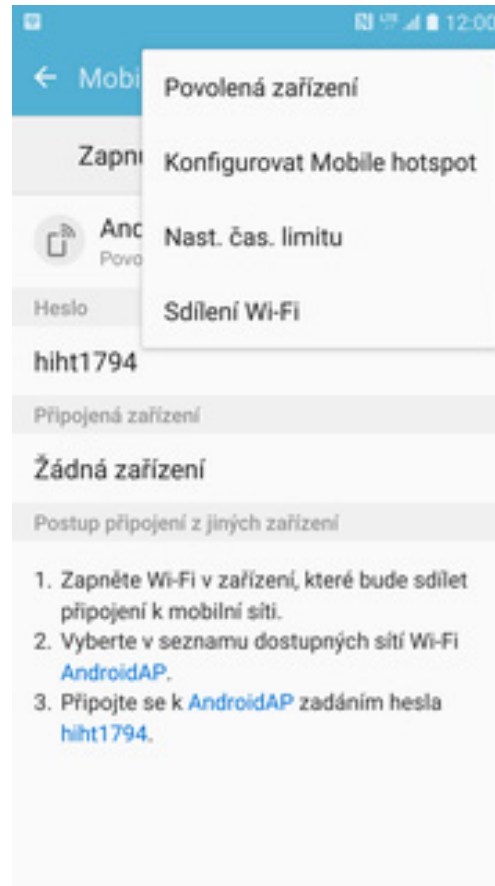 12:00
Mobi
Povolená zařízení
Zapnu
Konfigurovat Mobile hotspot
And
Povo
Nast. čas. limitu
Heslo
Sdílení Wi-Fi
hiht1794
Připojená zařízení
Žádná zařízení
Postup připojení z jiných zařízení
1. Zapněte Wi-Fi v zařízení, které bude sdílet
připojení k mobilní síti.
2. Vyberte v seznamu dostupných sítí Wi-Fi
AndroidAP.
3. Připojte se k AndroidAP zadáním hesla
hiht1794.